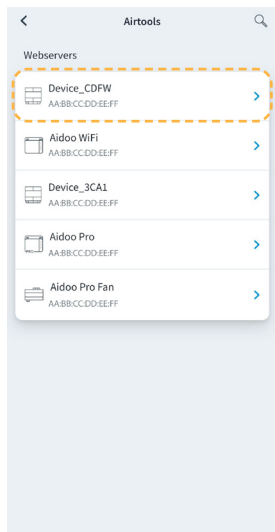 Airtools
Webservers
Device_CDFW
AA:BB:CC:DD:EE:FF
Aidoo WiFi
AA:BB:CC:DD:EE:FF
Device_3CA1
AA:BB:CC:DD:EE:FF
Aidoo Pro
AA:BB:CC:DD:EE:FF
Aidoo Pro Fan
AA:BB:CC:DD:EE:FF